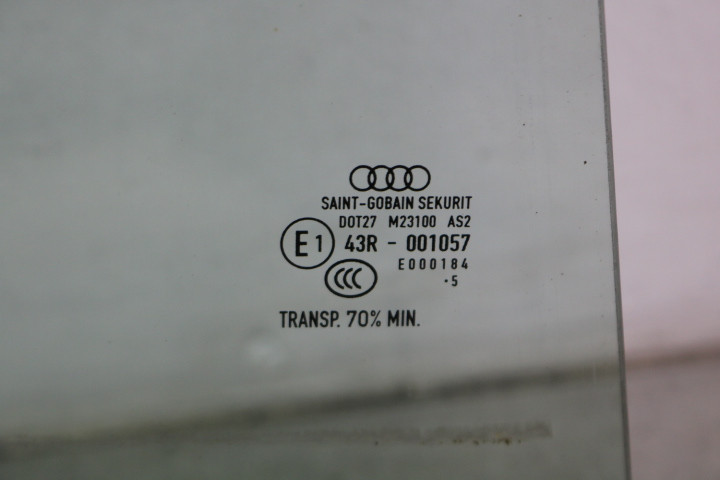 SAINT-GOBAIN SEKURIT
DOT27 M23100 AS2
E1 43R - 001057
E000184
CCC
·5
TRANSP. 70% MIN.